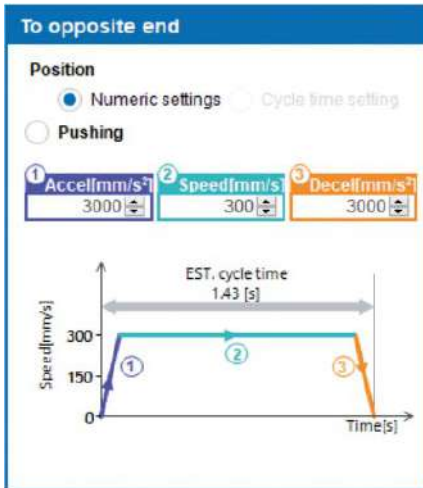 To opposite end
Position
Numeric settings Cycle time setting
Pushing
① Accel[mm/s²] ② Speed[mm/s] ③ Decel[mm/s²]
3000 300 3000
EST. cycle time
1.43 [s]
Speed[mm/s]
300
150
0
① ② ③
Time[s]